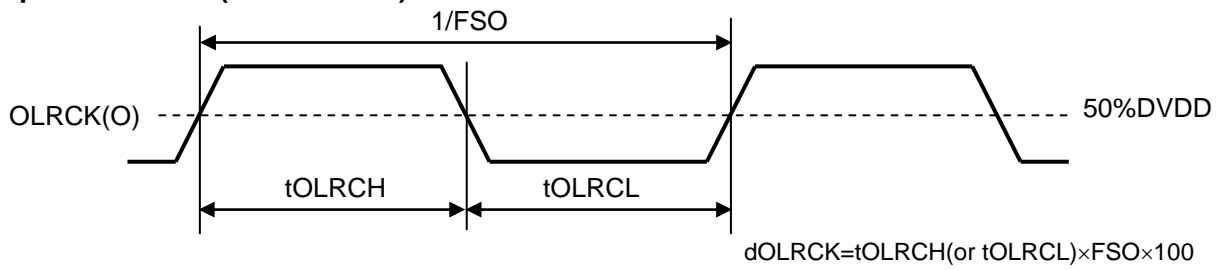 1/FSO
OLRCK(O)
50%DVDD
tOLRCH
tOLRCL
dOLRCK=tOLRCH(or tOLRCL)×FSO×100